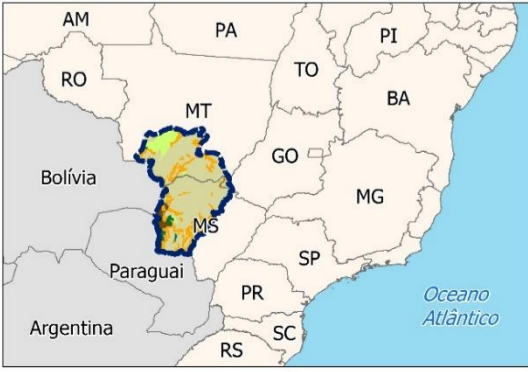 AM
PA
PI
RO
TO
BA
MT
GO
Bolívia
MG
MS
SP
Paraguai
PR
Oceano
Atlântico
Argentina
SC
RS